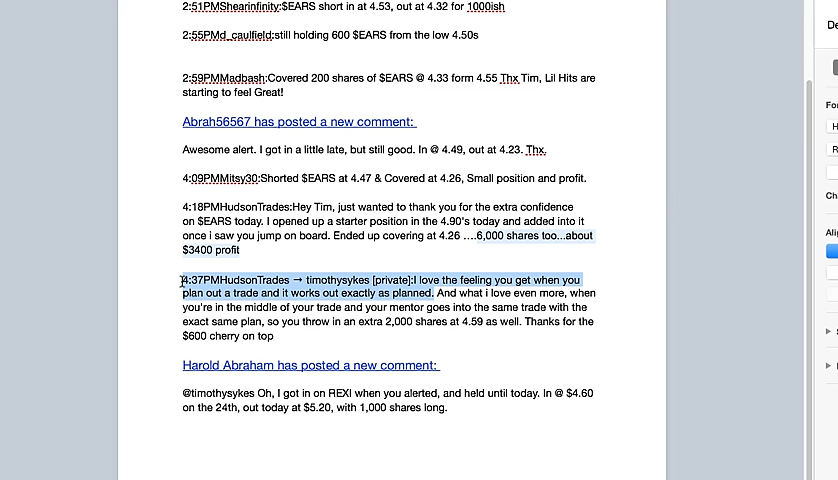 2:51PMShearinfinity:$EARS short in at 4.53, out at 4.32 for 1000ish
2:55PMd_caulfield:still holding 600 $EARS from the low 4.50s
2:59PMMadbash:Covered 200 shares of $EARS @ 4.33 form 4.55 Thx Tim, Lil Hits are
starting to feel Great!
Abrah56567 has posted a new comment:
Awesome alert. I got in a little late, but still good. In @ 4.49, out at 4.23. Thx.
4:09PMMitsy30:Shorted $EARS at 4.47 & Covered at 4.26, Small position and profit.
4:18PMHudsonTrades:Hey Tim, just wanted to thank you for the extra confidence
on $EARS today. I opened up a starter position in the 4.90's today and added into it
once i saw you jump on board. Ended up covering at 4.26 ....6,000 shares too...about
$3400 profit
4:37PMHudsonTrades → timothysykes [private]:I love the feeling you get when you
plan out a trade and it works out exactly as planned. And what i love even more, when
you're in the middle of your trade and your mentor goes into the same trade with the
exact same plan, so you throw in an extra 2,000 shares at 4.59 as well. Thanks for the
$600 cherry on top
Harold Abraham has posted a new comment:
@timothysykes Oh, I got in on REXI when you alerted, and held until today. In @ $4.60
on the 24th, out today at $5.20, with 1,000 shares long.